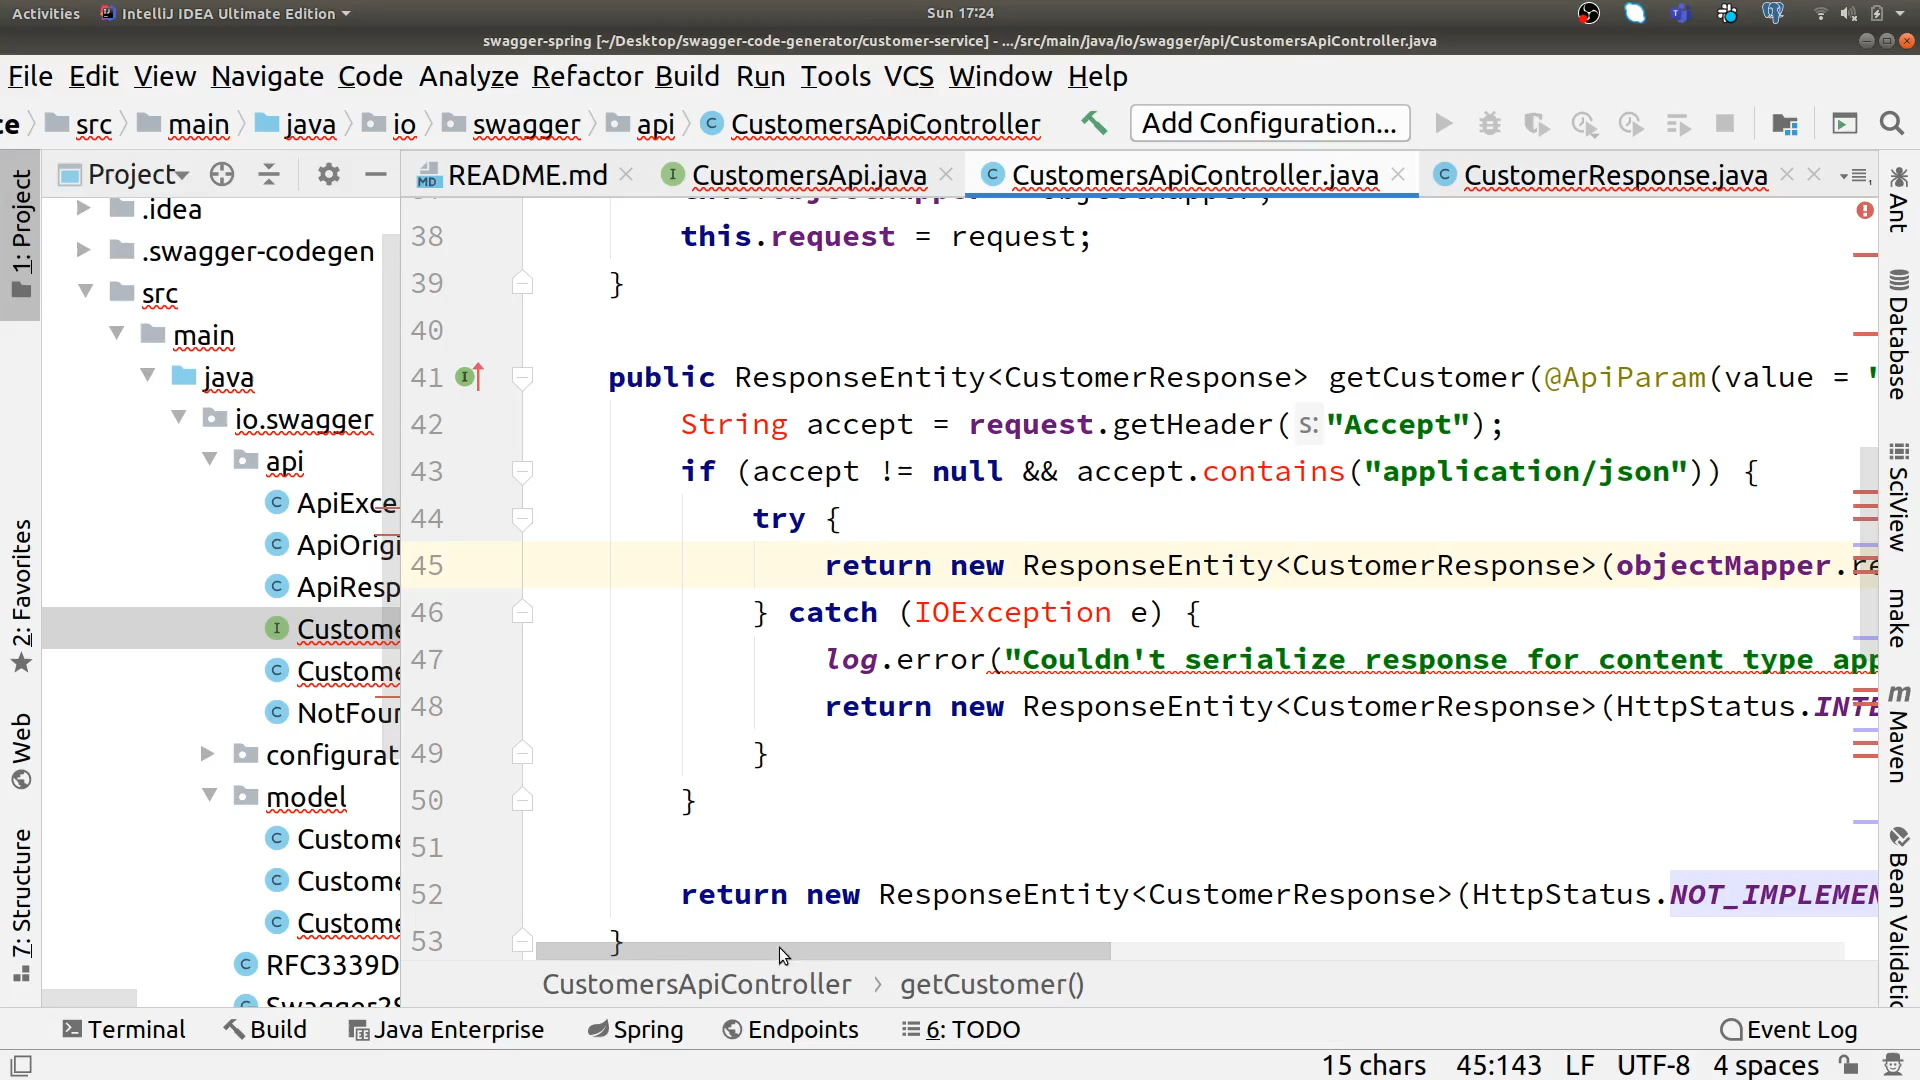 Activities IntelliJ IDEA Ultimate Edition Sun 17:24
swagger-spring [~/Desktop/swagger-code-generator/customer-service] - .../src/main/java/io/swagger/api/CustomersApiController.java
File Edit View Navigate Code Analyze Refactor Build Run Tools VCS Window Help
ce src main java io swagger api CustomersApiController Add Configuration...
Project README.md CustomersApi.java CustomersApiController.java CustomerResponse.java
.idea
.swagger-codegen
src
main
java
io.swagger
api
ApiExce
ApiOrigi
ApiResp
Custome
Custome
NotFour
configurat
model
Custome
Custome
Custome
RFC3339D
38 this.request = request;
39 }
40
41 public ResponseEntity<CustomerResponse> getCustomer(@ApiParam(value = "
42 String accept = request.getHeader( s: "Accept");
43 if (accept != null && accept.contains("application/json")) {
44 try {
45 return new ResponseEntity<CustomerResponse>(objectMapper.re
46 } catch (IOException e) {
47 log.error("Couldn't serialize response for content type app
48 return new ResponseEntity<CustomerResponse>(HttpStatus.INTE
49 }
50 }
51
52 return new ResponseEntity<CustomerResponse>(HttpStatus.NOT_IMPLEMEN
53 }
CustomersApiController › getCustomer()
1: Project
2: Favorites
Web
7: Structure
Ant
Database
SciView
make
Maven
Bean Validatio
Terminal Build Java Enterprise Spring Endpoints 6: TODO Event Log
15 chars 45:143 LF UTF-8 4 spaces